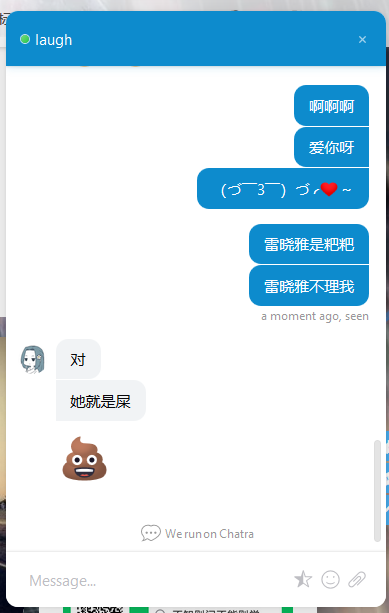 laugh
×
啊啊啊
爱你呀
(づ￣3￣)づ╭❤~
雷晓雅是粑粑
雷晓雅不理我
a moment ago, seen
对
她就是屎
💩
We run on Chatra
Message...